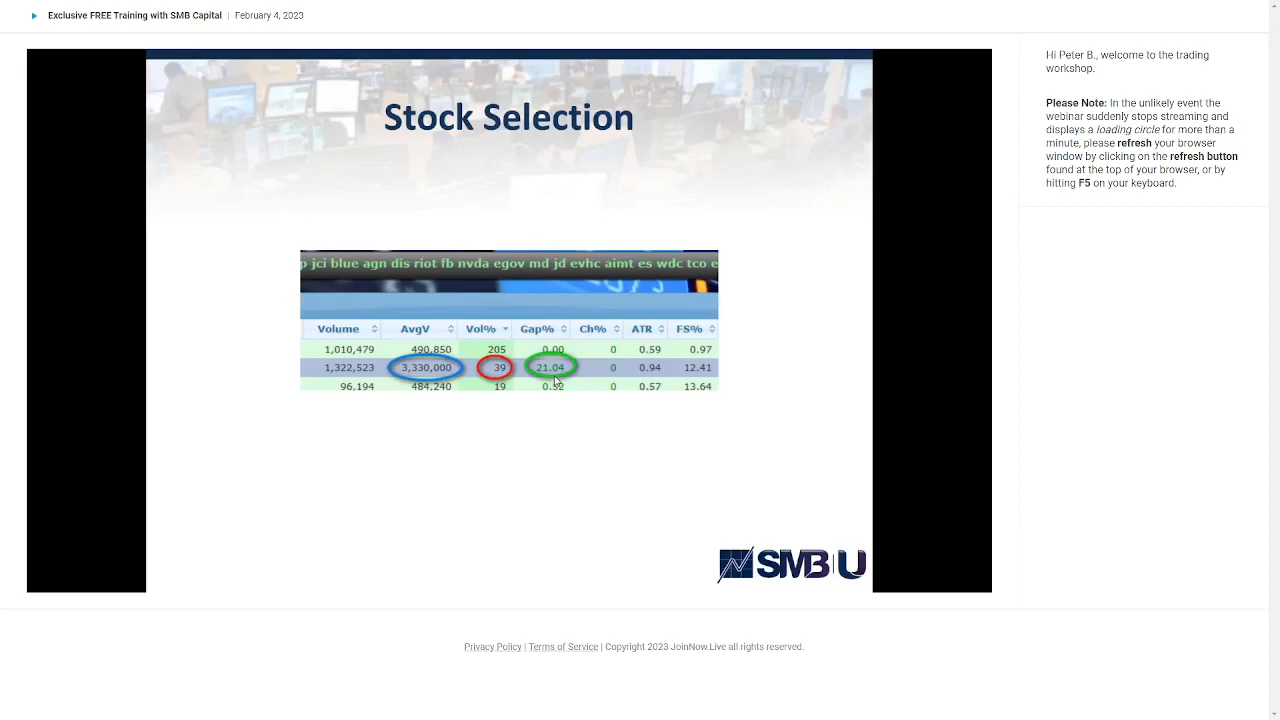 Exclusive FREE Training with SMB Capital | February 4, 2023
Hi Peter B., welcome to the trading
workshop.
Please Note: In the unlikely event the
webinar suddenly stops streaming and
displays a loading circle for more than a
minute, please refresh your browser
window by clicking on the refresh button
found at the top of your browser, or by
hitting F5 on your keyboard.
Stock Selection
p jci blue agn dis riot fb nvda egov md jd evhc aimt es wdc tco e
Volume AvgV Vol% Gap% Ch% ATR FS%
1,010,479 490,850 205 0.00 0 0.59 0.97
1,322,523 3,330,000 39 21.04 0 0.94 12.41
96,194 484,240 19 0.52 0 0.57 13.64
SMB U
Privacy Policy | Terms of Service | Copyright 2023 JoinNow.Live all rights reserved.